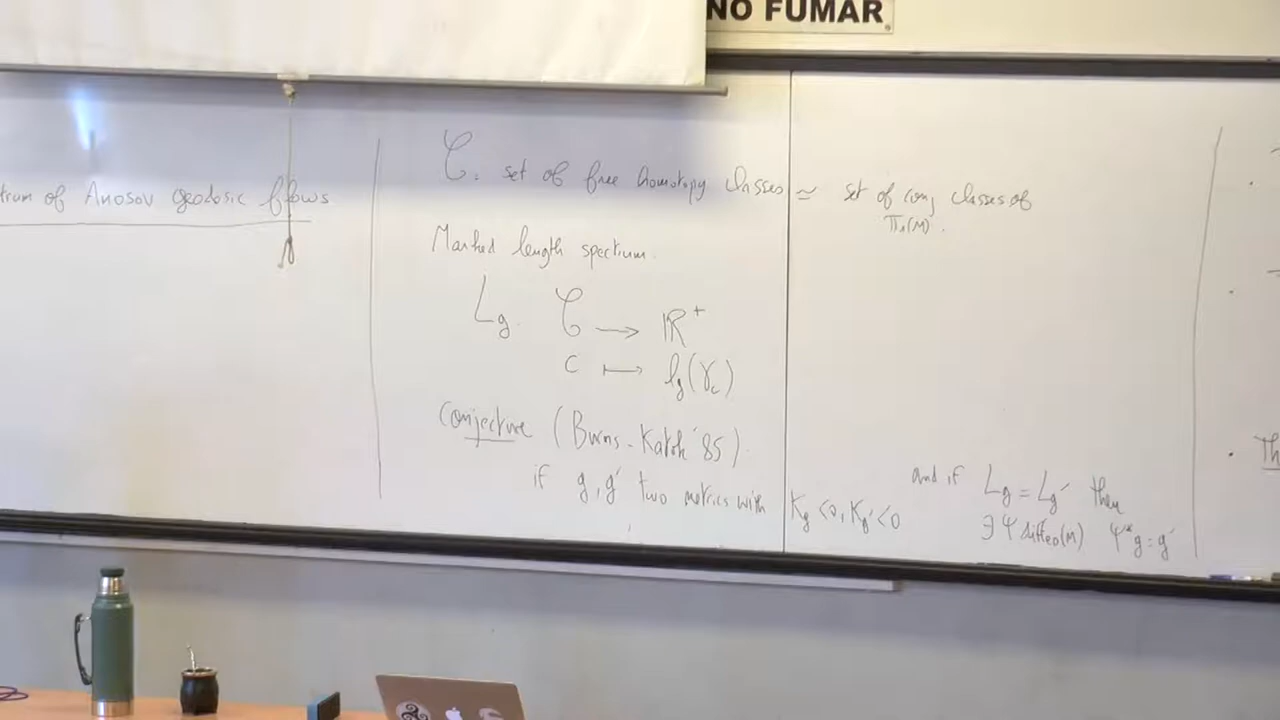 NO FUMAR
trum of Anosov geodosic flows
C: set of free homotopy classes ≃ set of conj classes of
π₁(M).
Marked length spectrum.
L_g C → ℝ⁺
c ↦ l_g(γ_c)
Conjecture (Burns-Katok '85).
if g, g' two metrics with K_g <0, K_g' <0 and if L_g = L_g' then
∃ Ψ diffeo(M) Ψ*g = g'
Th